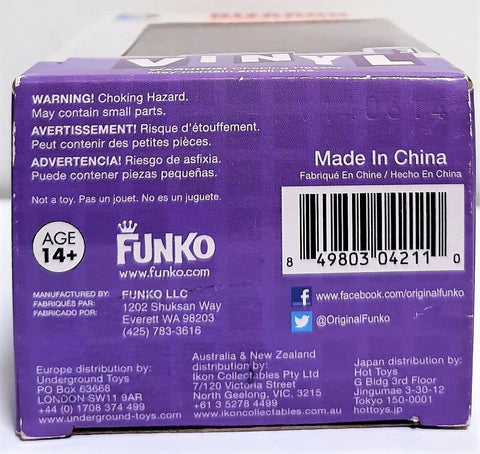 VINYL
May contain small parts.
WARNING! Choking Hazard.
May contain small parts.
AVERTISSEMENT! Risque d'étouffement.
Peut contenir des petites pièces.
ADVERTENCIA! Riesgo de asfixia.
Puede contener piezas pequeñas.
Not a toy. Pas un jouet. No es un juguete.
Made In China
Fabriqué En Chine / Hecho En China
8 49803 04211 0
AGE
14+
FUNKO
www.funko.com
MANUFACTURED BY:
FABRIQUÉ PAR:
FABRICADO POR:
FUNKO LLC
1202 Shuksan Way
Everett WA 98203
(425) 783-3616
www.facebook.com/originalfunko
@OriginalFunko
Europe distribution by:
Underground Toys
PO Box 63668
LONDON SW11 9AR
+44 (0) 1708 374 499
www.underground-toys.com
Australia & New Zealand
distribution by:
Ikon Collectables Pty Ltd
7/120 Victoria Street
North Geelong, VIC, 3215
+61 3 5278 4499
www.ikoncollectables.com.au
Japan distribution by:
Hot Toys
G Bldg 3rd Floor
Jingumae 3-30-12
Tokyo 150-0001
hottoys.jp